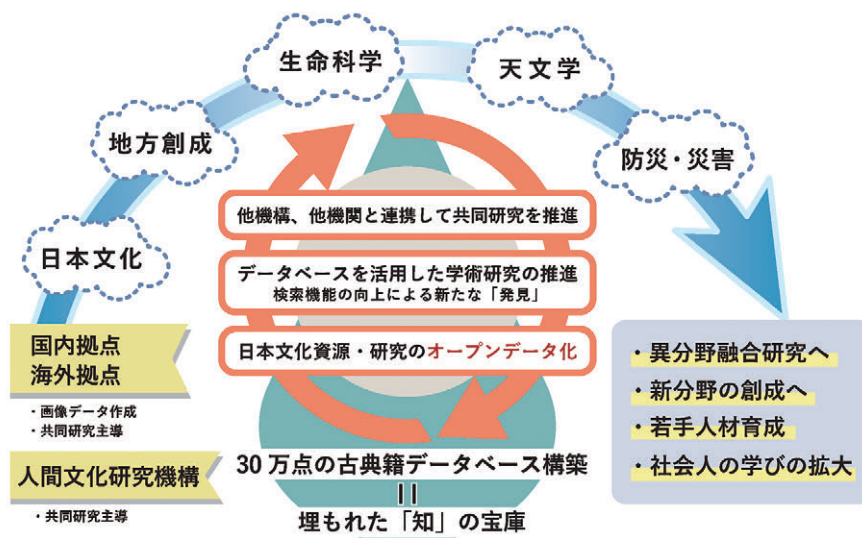 生命科学
天文学
地方創成
防災・災害
日本文化
他機構、他機関と連携して共同研究を推進
データベースを活用した学術研究の推進
検索機能の向上による新たな「発見」
日本文化資源・研究のオープンデータ化
国内拠点
海外拠点
・画像データ作成
・共同研究主導
人間文化研究機構
・共同研究主導
30万点の古典籍データベース構築
=
埋もれた「知」の宝庫
・異分野融合研究へ
・新分野の創成へ
・若手人材育成
・社会人の学びの拡大